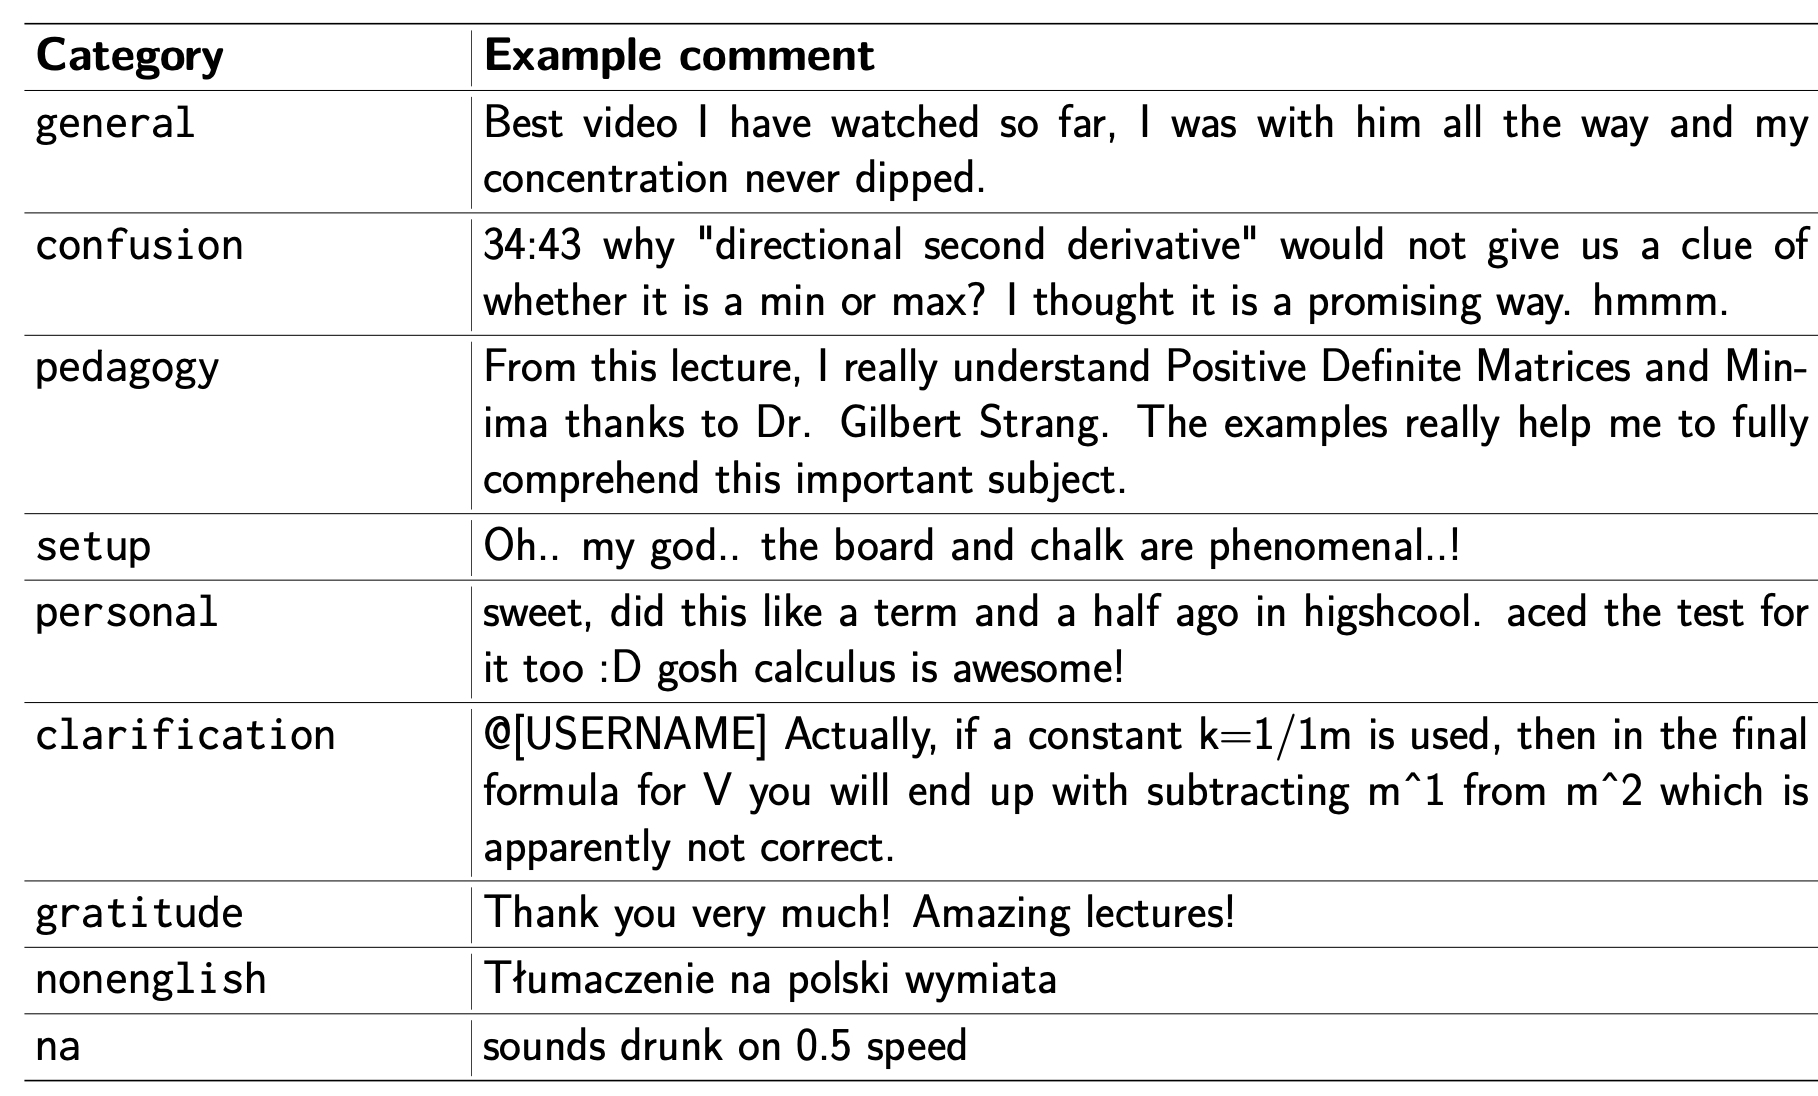 Category Example comment
general Best video I have watched so far, I was with him all the way and my
concentration never dipped.
confusion 34:43 why "directional second derivative" would not give us a clue of
whether it is a min or max? I thought it is a promising way. hmmm.
pedagogy From this lecture, I really understand Positive Definite Matrices and Min-
ima thanks to Dr. Gilbert Strang. The examples really help me to fully
comprehend this important subject.
setup Oh.. my god.. the board and chalk are phenomenal..!
personal sweet, did this like a term and a half ago in higshcool. aced the test for
it too :D gosh calculus is awesome!
clarification @[USERNAME] Actually, if a constant k=1/1m is used, then in the final
formula for V you will end up with subtracting m^1 from m^2 which is
apparently not correct.
gratitude Thank you very much! Amazing lectures!
nonenglish Tłumaczenie na polski wymiata
na sounds drunk on 0.5 speed